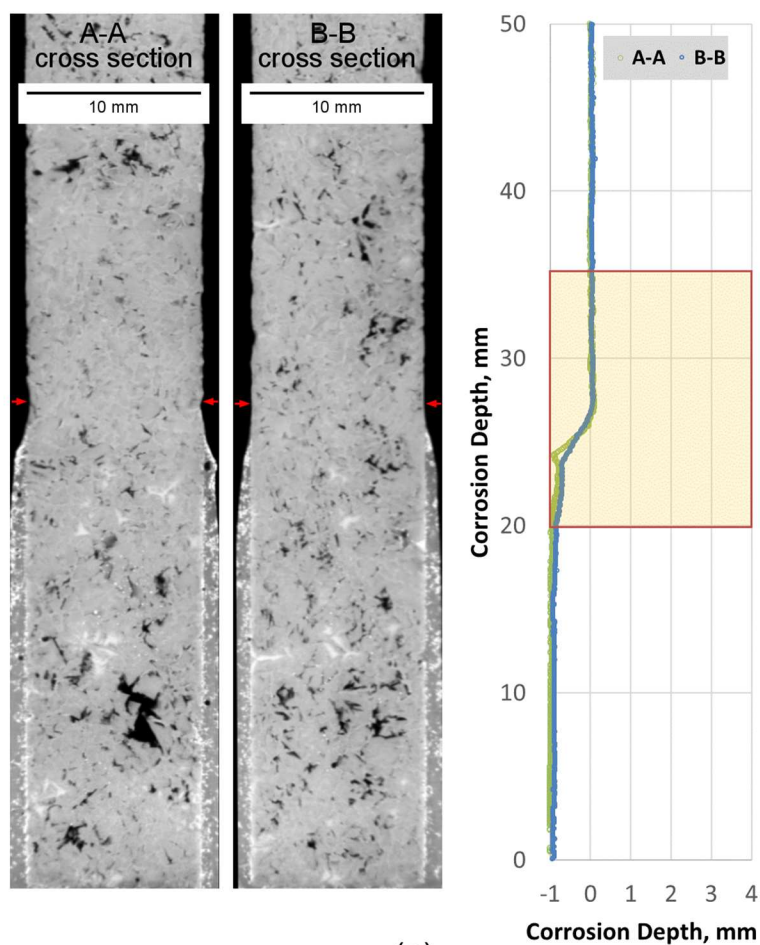 A-A
cross section
10 mm
B-B
cross section
10 mm
A-A B-B
50
40
30
20
10
0
Corrosion Depth, mm
-1 0 1 2 3 4
Corrosion Depth, mm